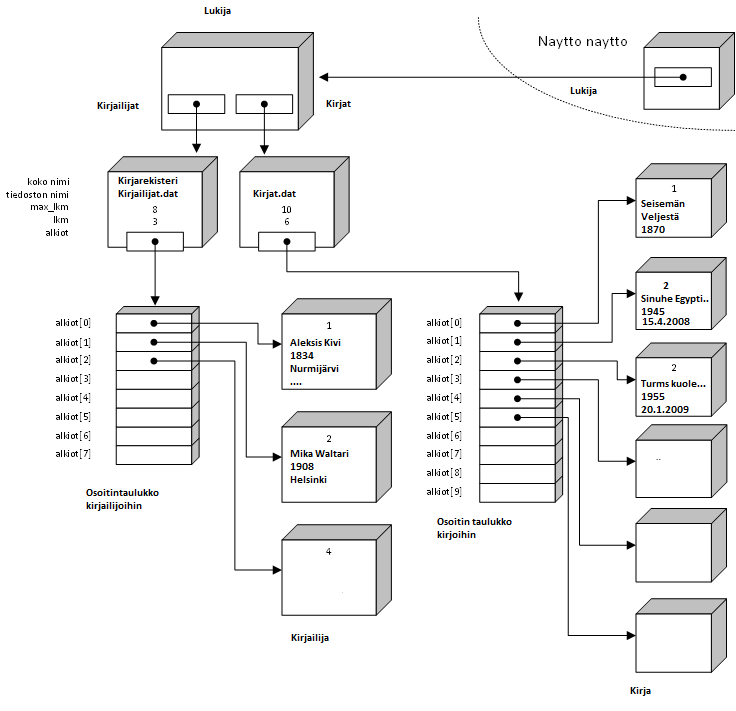 Lukija
Naytto naytto
Lukija
Kirjailijat
Kirjat
koko nimi
tiedoston nimi
max_lkm
lkm
alkiot
Kirjarekisteri
Kirjailijat.dat
8
3
Kirjat.dat
10
6
alkiot[0]
alkiot[1]
alkiot[2]
alkiot[3]
alkiot[4]
alkiot[5]
alkiot[6]
alkiot[7]
Osoitintaulukko
kirjailijoihin
1
Aleksis Kivi
1834
Nurmijärvi
....
2
Mika Waltari
1908
Helsinki
4
Kirjailija
alkiot[0]
alkiot[1]
alkiot[2]
alkiot[3]
alkiot[4]
alkiot[5]
alkiot[6]
alkiot[7]
alkiot[8]
alkiot[9]
Osoitin taulukko
kirjoihin
1
Seisemän
Veljestä
1870
2
Sinuhe Egypti..
1945
15.4.2008
2
Turms kuole...
1955
20.1.2009
..
Kirja